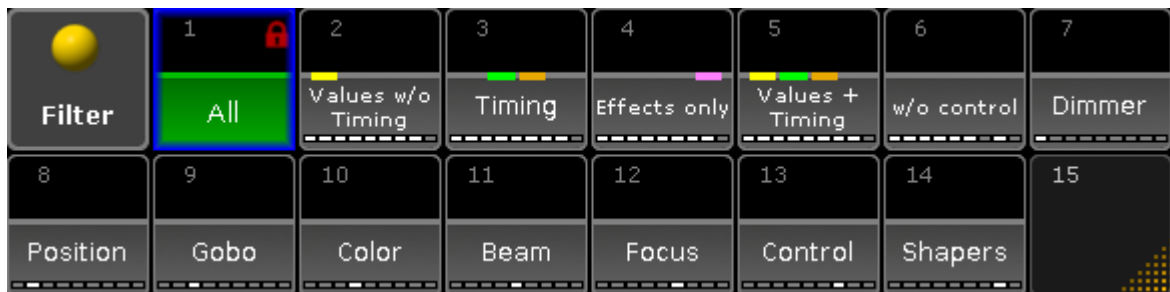 Filter
1
All
2
Values w/o
Timing
3
Timing
4
Effects only
5
Values +
Timing
6
w/o control
7
Dimmer
8
Position
9
Gobo
10
Color
11
Beam
12
Focus
13
Control
14
Shapers
15